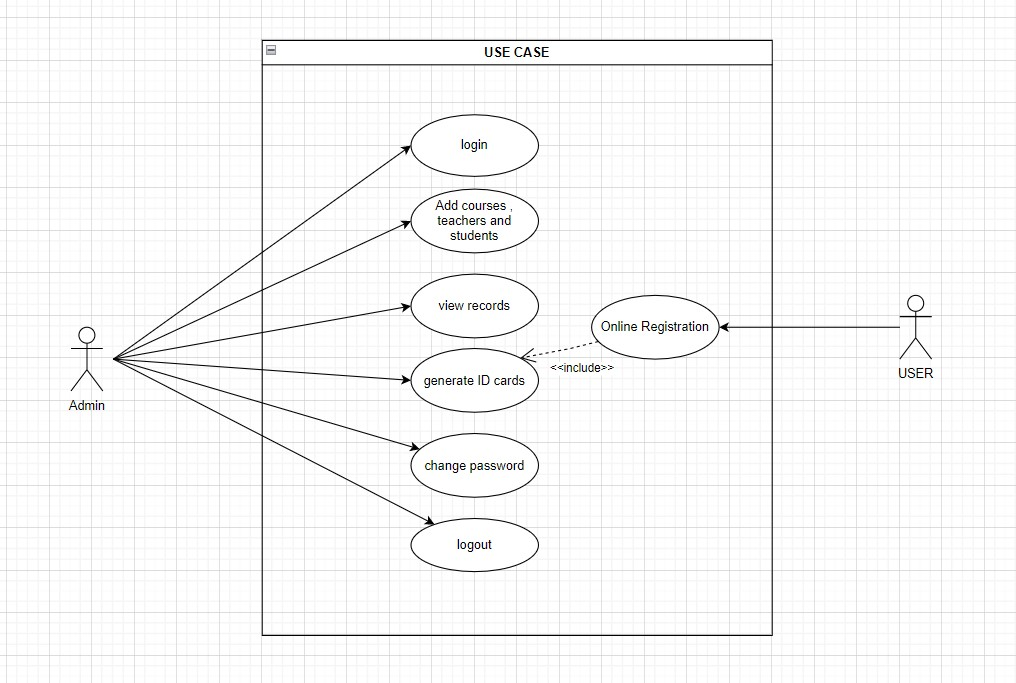 USE CASE
login
Add courses ,
teachers and
students
view records
Online Registration
<<include>>
generate ID cards
USER
Admin
change password
logout